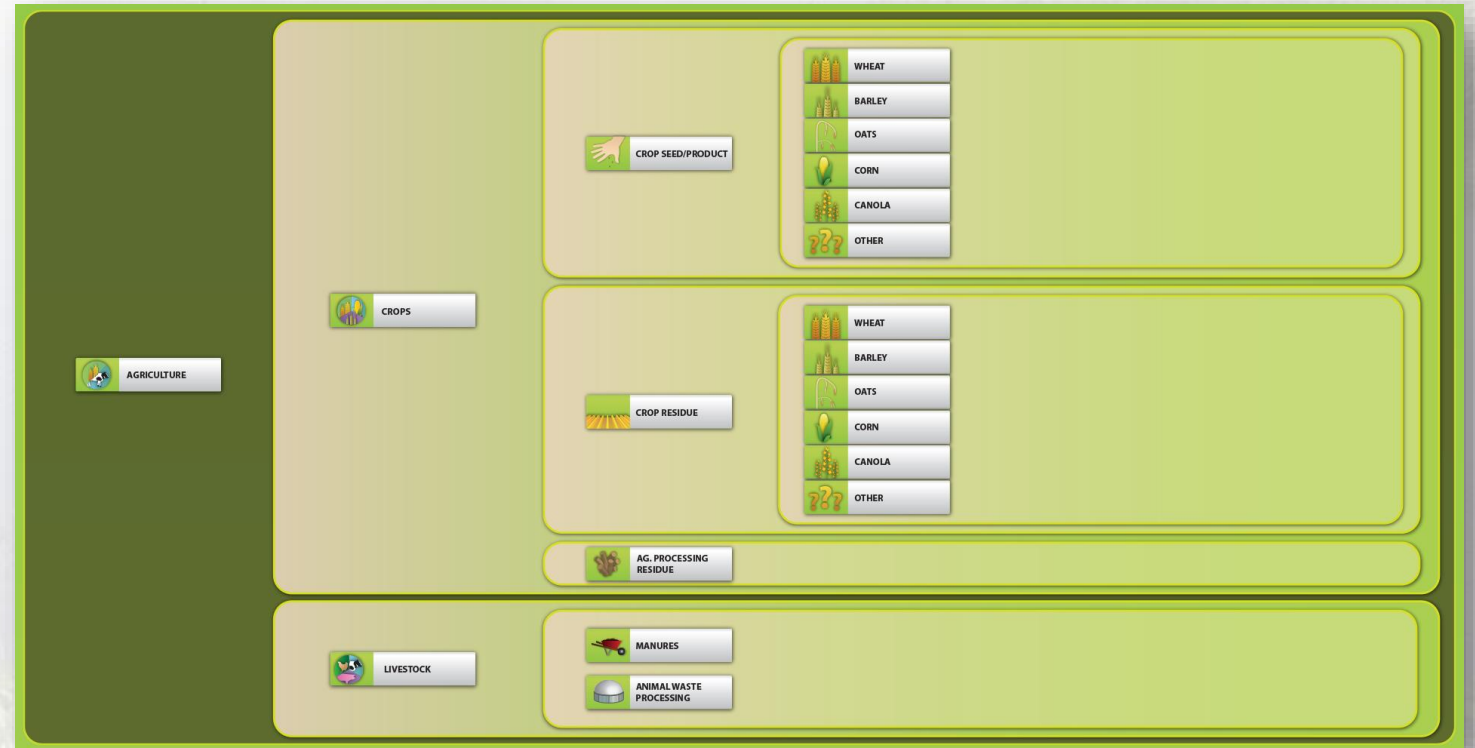 WHEAT
BARLEY
OATS
CROP SEED/PRODUCT
CORN
CANOLA
OTHER
CROPS
WHEAT
BARLEY
AGRICULTURE
OATS
CROP RESIDUE
CORN
CANOLA
OTHER
AG. PROCESSING
RESIDUE
LIVESTOCK
MANURES
ANIMAL WASTE
PROCESSING